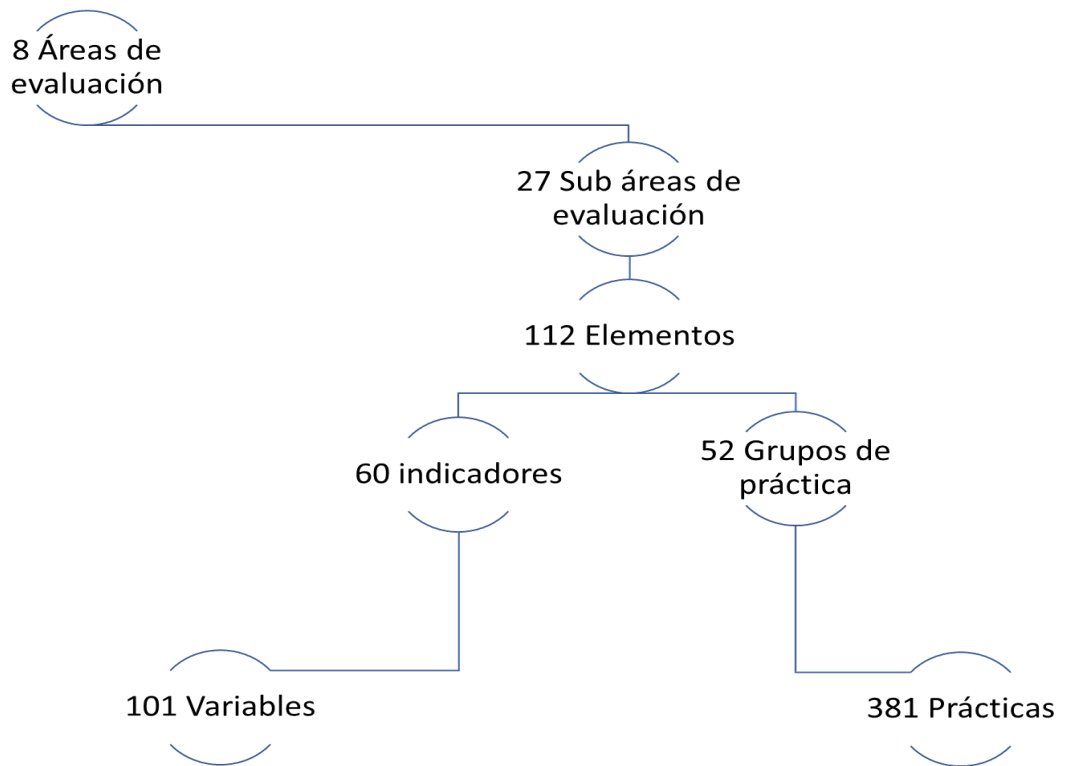 8 Áreas de
evaluación
27 Sub áreas de
evaluación
112 Elementos
60 indicadores
52 Grupos de
práctica
101 Variables
381 Prácticas